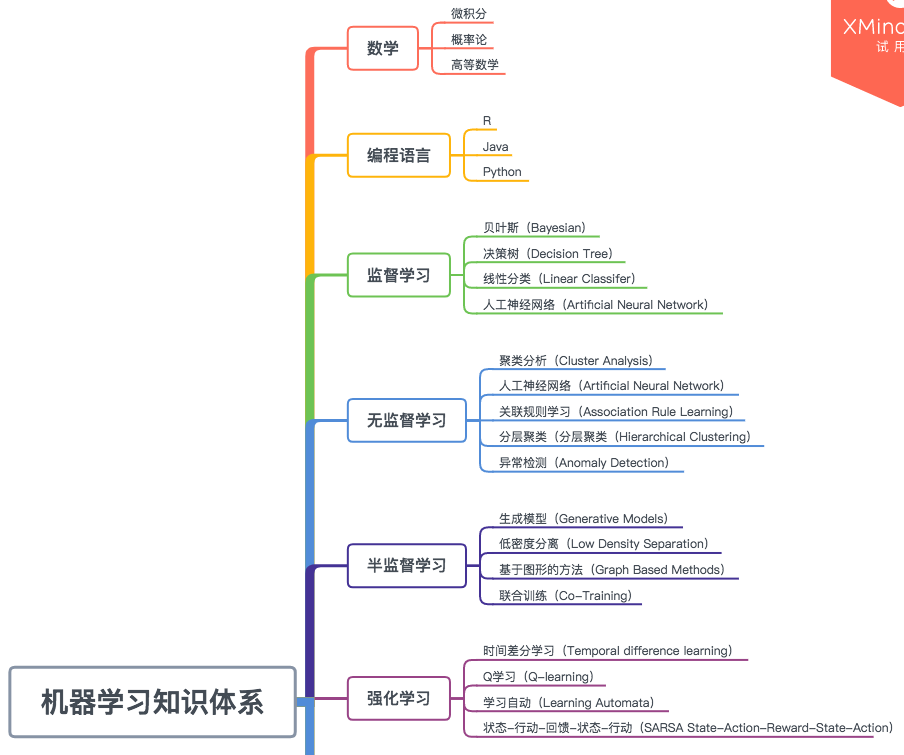 微积分
数学
概率论
高等数学
XMind
试用
R
编程语言
Java
Python
贝叶斯（Bayesian）
决策树（Decision Tree）
监督学习
线性分类（Linear Classifer）
人工神经网络（Artificial Neural Network）
聚类分析（Cluster Analysis）
人工神经网络（Artificial Neural Network）
无监督学习
关联规则学习（Association Rule Learning）
分层聚类（分层聚类（Hierarchical Clustering）
异常检测（Anomaly Detection）
生成模型（Generative Models）
低密度分离（Low Density Separation）
半监督学习
基于图形的方法（Graph Based Methods）
联合训练（Co-Training）
时间差分学习（Temporal difference learning）
Q学习（Q-learning）
强化学习
学习自动（Learning Automata）
状态-行动-回馈-状态-行动（SARSA State-Action-Reward-State-Action）
机器学习知识体系